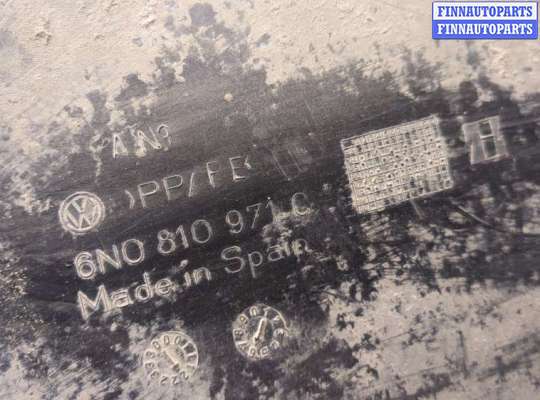 FINNAUTOPARTS
FINNAUTOPARTS
>PP/PE<
H
6N0 810 971 C
Made in Spain